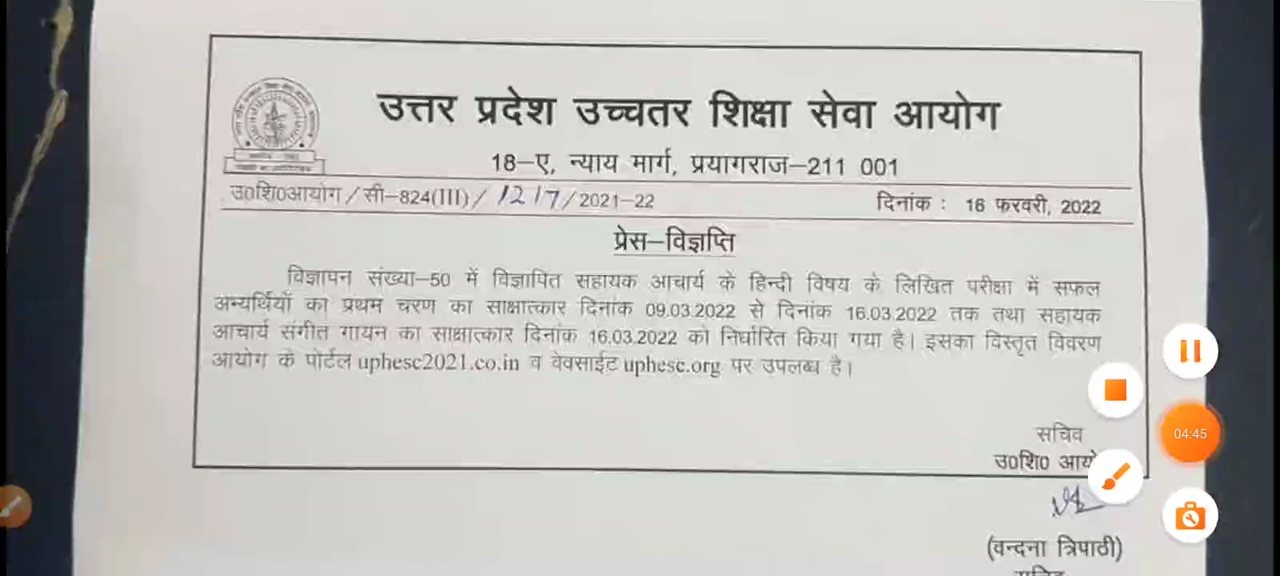 उत्तर प्रदेश उच्चतर शिक्षा सेवा आयोग
18–ए, न्याय मार्ग, प्रयागराज–211 001
उ0शि0आयोग / सी–824(III) / 1217 / 2021–22 दिनांक : 16 फरवरी, 2022
प्रेस–विज्ञप्ति
विज्ञापन संख्या–50 में विज्ञापित सहायक आचार्य के हिन्दी विषय के लिखित परीक्षा में सफल
अभ्यर्थियों का प्रथम चरण का साक्षात्कार दिनांक 09.03.2022 से दिनांक 16.03.2022 तक तथा सहायक
आचार्य संगीत गायन का साक्षात्कार दिनांक 16.03.2022 को निर्धारित किया गया है। इसका विस्तृत विवरण
आयोग के पोर्टल uphesc2021.co.in व वेवसाईट uphesc.org पर उपलब्ध है।
सचिव
उ0शि0
04:45
(वन्दना त्रिपाठी)